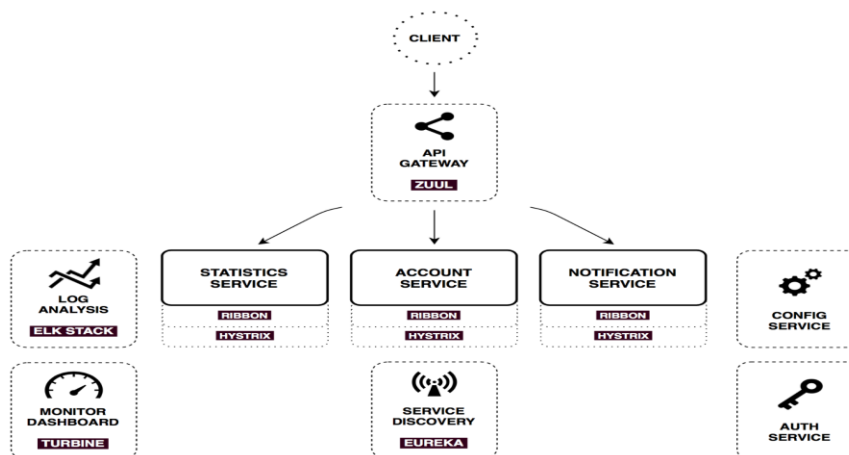 CLIENT
API
GATEWAY
ZUUL
STATISTICS
SERVICE
RIBBON
HYSTRIX
ACCOUNT
SERVICE
RIBBON
HYSTRIX
NOTIFICATION
SERVICE
RIBBON
HYSTRIX
LOG
ANALYSIS
ELK STACK
CONFIG
SERVICE
MONITOR
DASHBOARD
TURBINE
SERVICE
DISCOVERY
EUREKA
AUTH
SERVICE